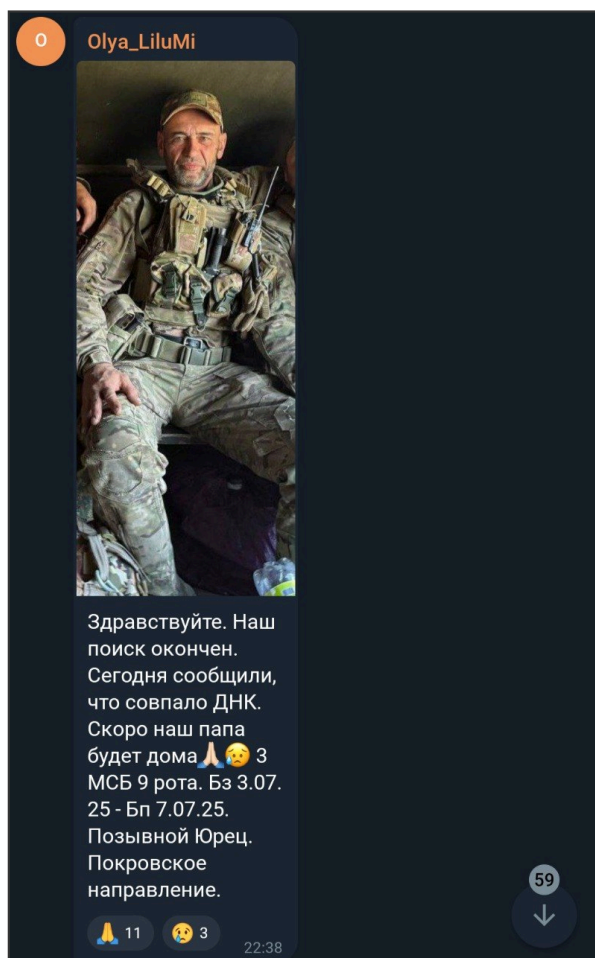 O
Olya_LiluMi
Здравствуйте. Наш
поиск окончен.
Сегодня сообщили,
что совпало ДНК.
Скоро наш папа
будет дома🙏🏻😥 3
МСБ 9 рота. Бз 3.07.
25 - Бп 7.07.25.
Позывной Юрец.
Покровское
направление.
🙏 11 😢 3
22:38
59